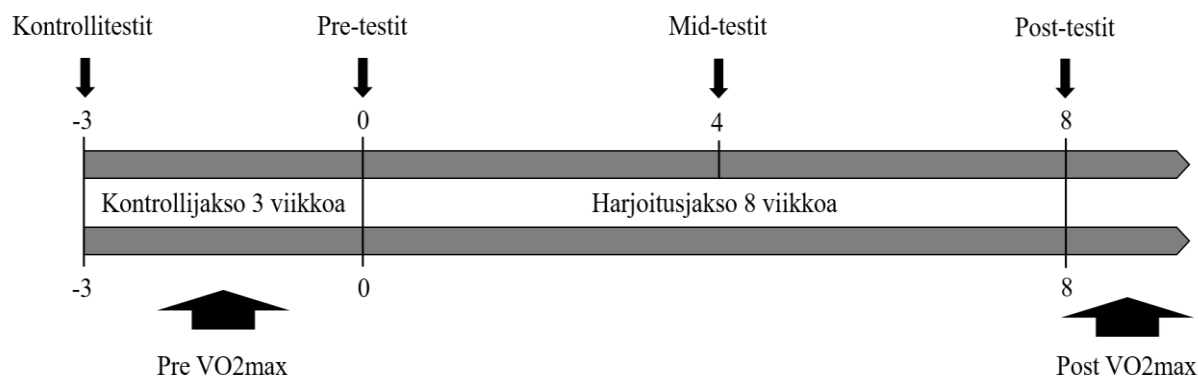 Kontrollitestit Pre-testit Mid-testit Post-testit
-3 0 4 8
Kontrollijakso 3 viikkoa Harjoitusjakso 8 viikkoa
-3 0 8
Pre VO2max Post VO2max